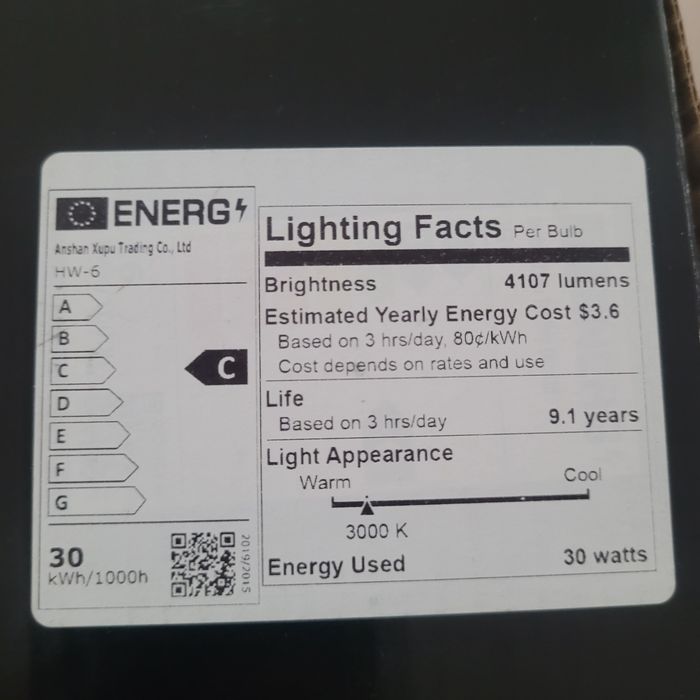 ENERG
Anshan Xupu Trading Co., Ltd
HW-6
A
B
C
D
E
F
G
C
30
kWh/1000h
2019/2015
Lighting Facts Per Bulb
Brightness 4107 lumens
Estimated Yearly Energy Cost $3.6
Based on 3 hrs/day, 80¢/kWh
Cost depends on rates and use
Life
Based on 3 hrs/day 9.1 years
Light Appearance
Warm Cool
3000 K
Energy Used 30 watts